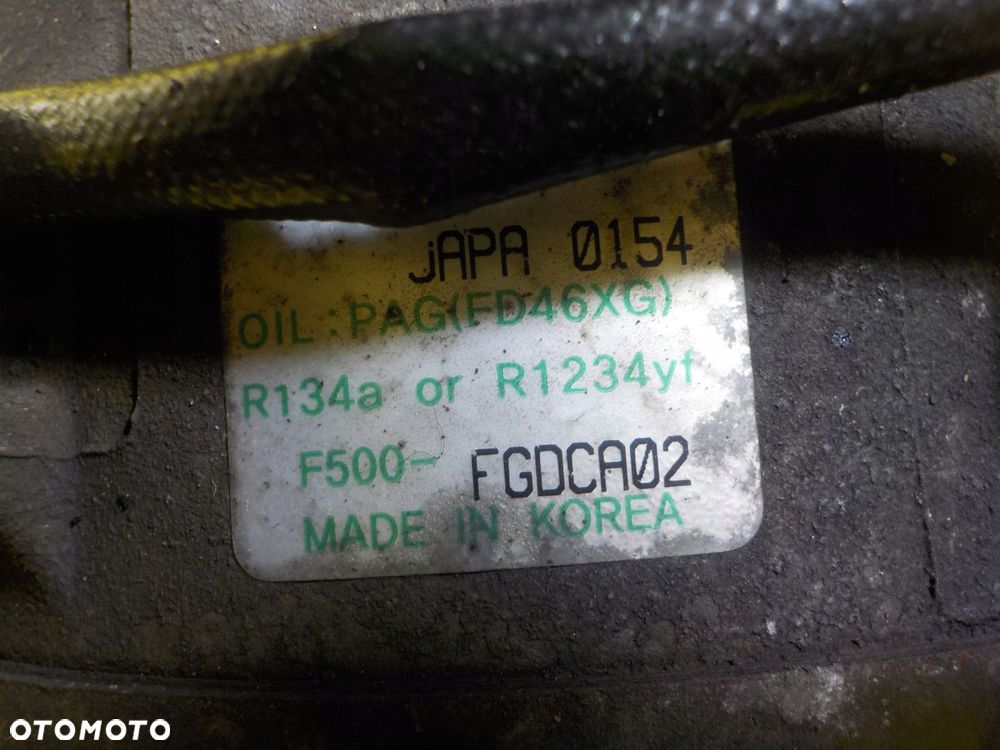 jAPA 0154
OIL : PAG(FD46XG)
R134a or R1234yf
F500- FGDCA02
MADE IN KOREA
OTOMOTO